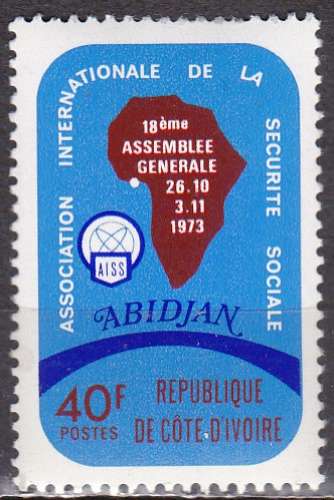 ASSOCIATION INTERNATIONALE DE LA SECURITE SOCIALE
18ème
ASSEMBLEE
GENERALE
26.10
3.11
1973
AISS
ABIDJAN
40F
POSTES
REPUBLIQUE
DE CÔTE-D'IVOIRE